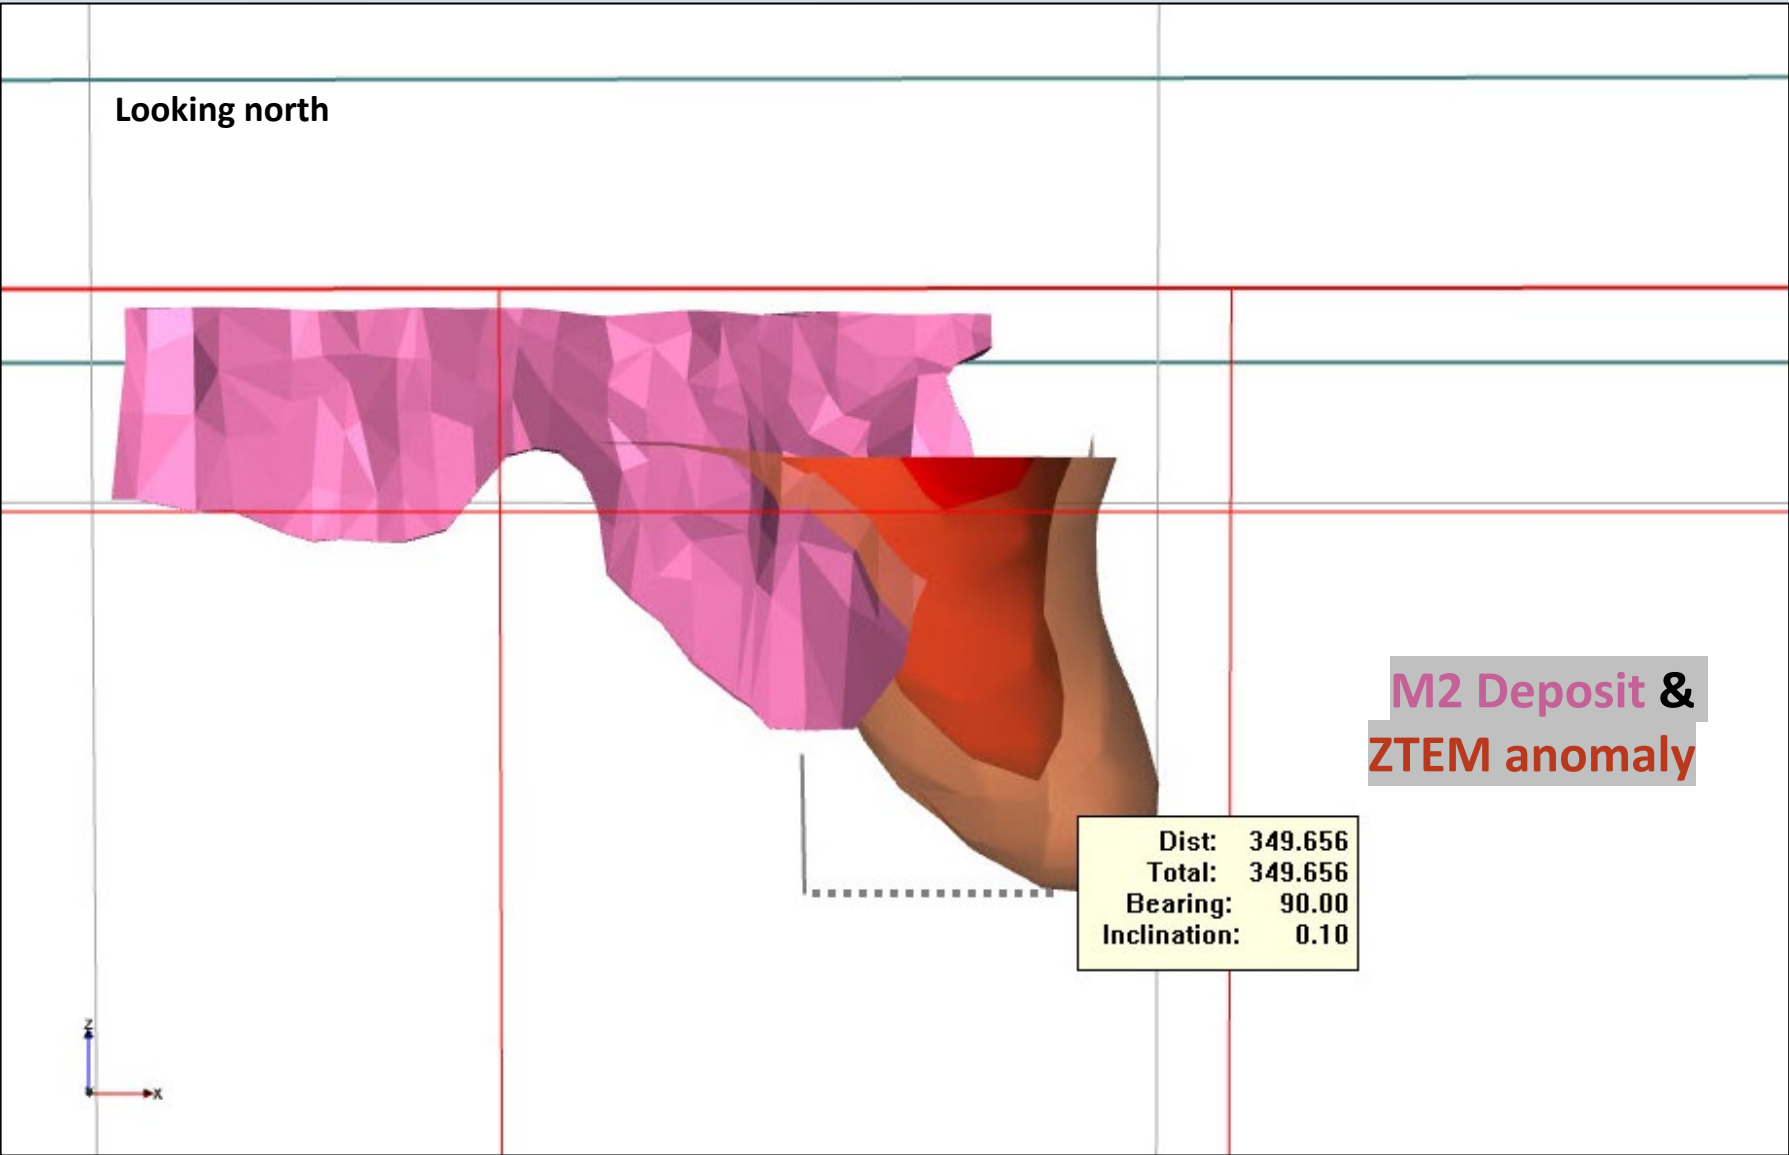 Looking north
M2 Deposit &
ZTEM anomaly
Dist: 349.656
Total: 349.656
Bearing: 90.00
Inclination: 0.10
Z
X